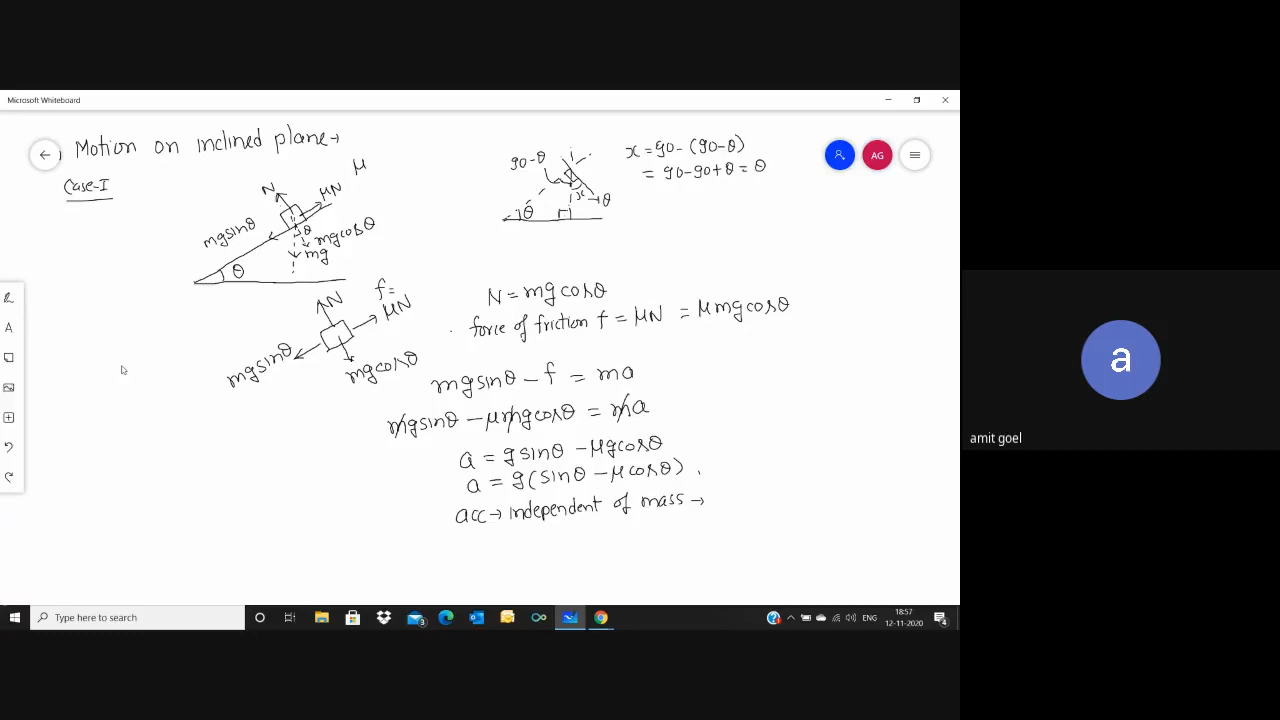 Microsoft Whiteboard
Motion on inclined plane→
Case-I
μ
N
μN
mgsinθ
θ
mgcosθ
mg
θ
90-θ
x
→θ
θ
x=90-(90-θ)
= 90-90+θ = θ
AG
N
f=
μN
mgsinθ
mgcosθ
N = mgcosθ
force of friction f = μN = μmgcosθ
mgsinθ - f = ma
mgsinθ - μmgcosθ = ma
a = gsinθ - μgcosθ
a = g(sinθ - μcosθ)
acc→ independent of mass→
a
amit goel
Type here to search
3
ENG
18:57
12-11-2020
4